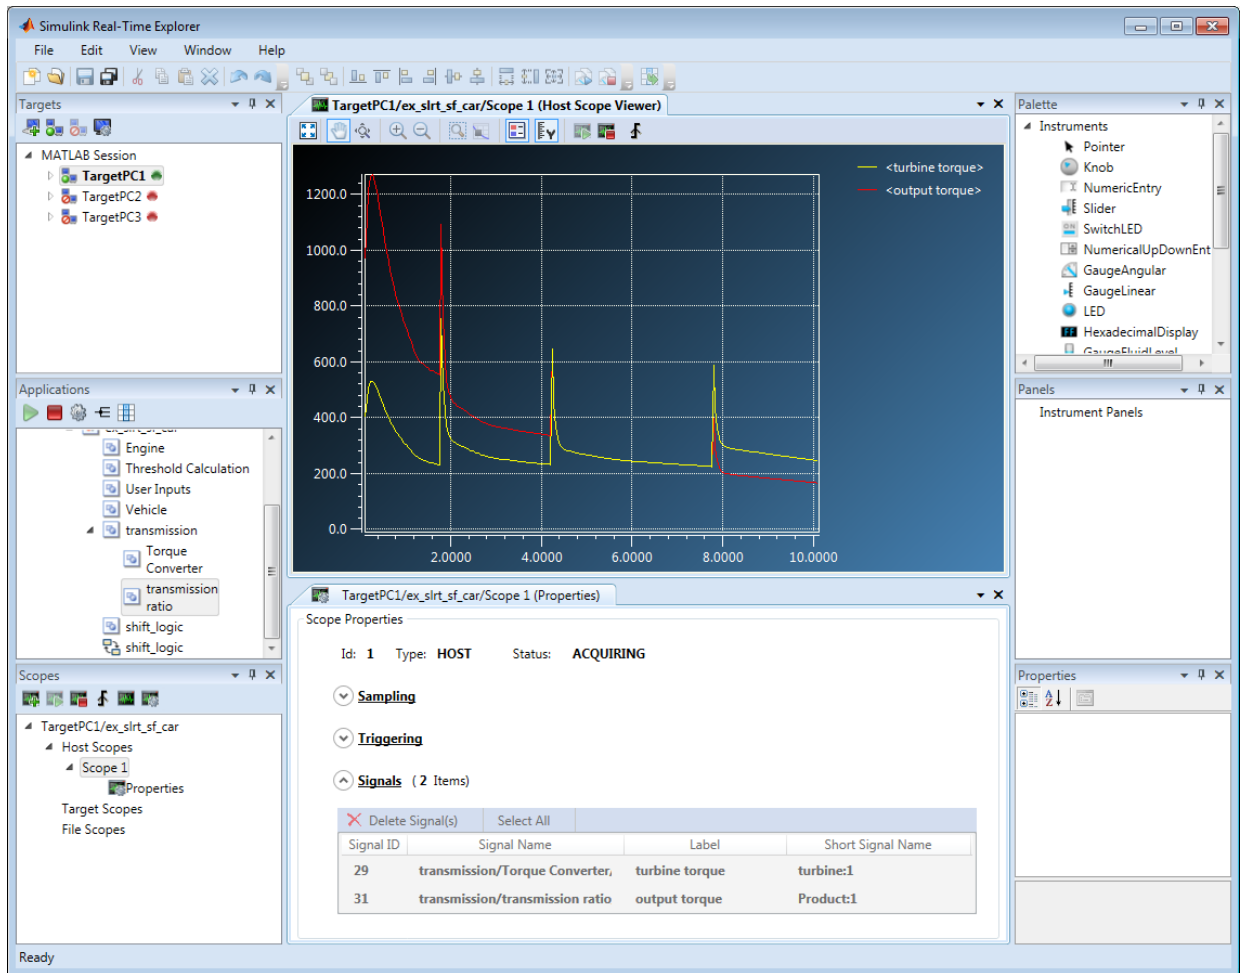 Simulink Real-Time Explorer
File Edit View Window Help
Targets
MATLAB Session
TargetPC1
TargetPC2
TargetPC3
Applications
ex_slrt_sf_car
Engine
Threshold Calculation
User Inputs
Vehicle
transmission
Torque
Converter
transmission
ratio
shift_logic
shift_logic
Scopes
TargetPC1/ex_slrt_sf_car
Host Scopes
Scope 1
Properties
Target Scopes
File Scopes
TargetPC1/ex_slrt_sf_car/Scope 1 (Host Scope Viewer)
<turbine torque>
<output torque>
1200.0
1000.0
800.0
600.0
400.0
200.0
0.0
2.0000 4.0000 6.0000 8.0000 10.0000
TargetPC1/ex_slrt_sf_car/Scope 1 (Properties)
Scope Properties
Id: 1 Type: HOST Status: ACQUIRING
Sampling
Triggering
Signals ( 2 Items)
Delete Signal(s) Select All
Signal ID Signal Name Label Short Signal Name
29 transmission/Torque Converter, turbine torque turbine:1
31 transmission/transmission ratio output torque Product:1
Palette
Instruments
Pointer
Knob
NumericEntry
Slider
SwitchLED
NumericalUpDownEnt
GaugeAngular
GaugeLinear
LED
HexadecimalDisplay
GaugeFluidLevel
Panels
Instrument Panels
Properties
Ready